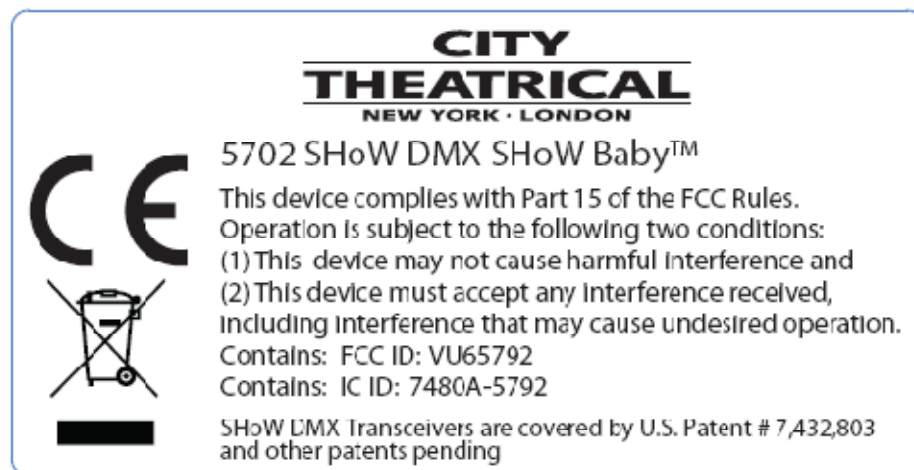 CITY
THEATRICAL
NEW YORK · LONDON
5702 SHoW DMX SHoW Baby™
This device complies with Part 15 of the FCC Rules.
Operation is subject to the following two conditions:
(1) This device may not cause harmful interference and
(2) This device must accept any interference received,
including interference that may cause undesired operation.
Contains: FCC ID: VU65792
Contains: IC ID: 7480A-5792
SHoW DMX Transceivers are covered by U.S. Patent # 7,432,803
and other patents pending